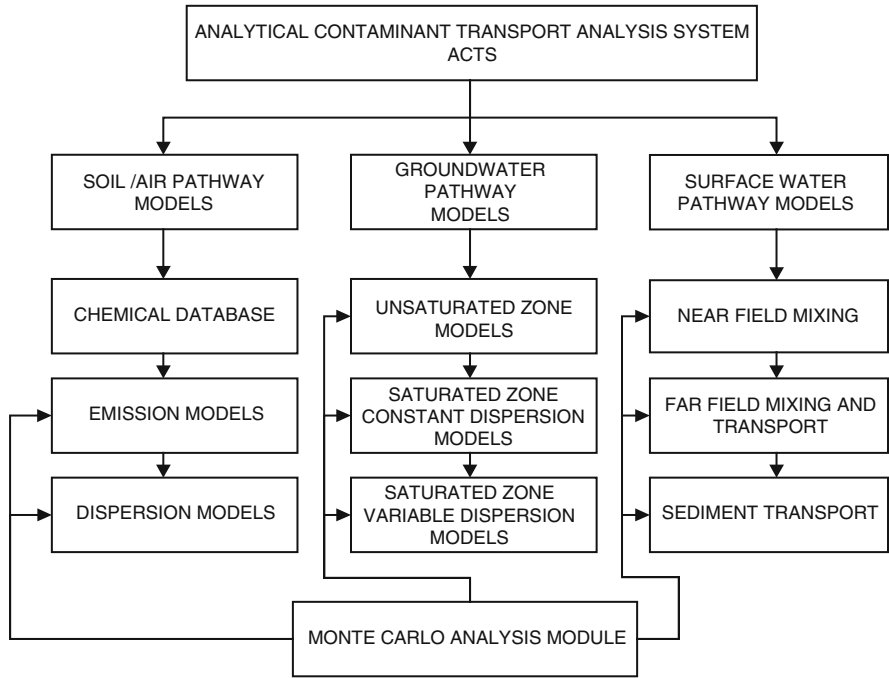 ANALYTICAL CONTAMINANT TRANSPORT ANALYSIS SYSTEM
ACTS
SOIL /AIR PATHWAY
MODELS
GROUNDWATER
PATHWAY
MODELS
SURFACE WATER
PATHWAY MODELS
CHEMICAL DATABASE
UNSATURATED ZONE
MODELS
NEAR FIELD MIXING
EMISSION MODELS
SATURATED ZONE
CONSTANT DISPERSION
MODELS
FAR FIELD MIXING AND
TRANSPORT
DISPERSION MODELS
SATURATED ZONE
VARIABLE DISPERSION
MODELS
SEDIMENT TRANSPORT
MONTE CARLO ANALYSIS MODULE